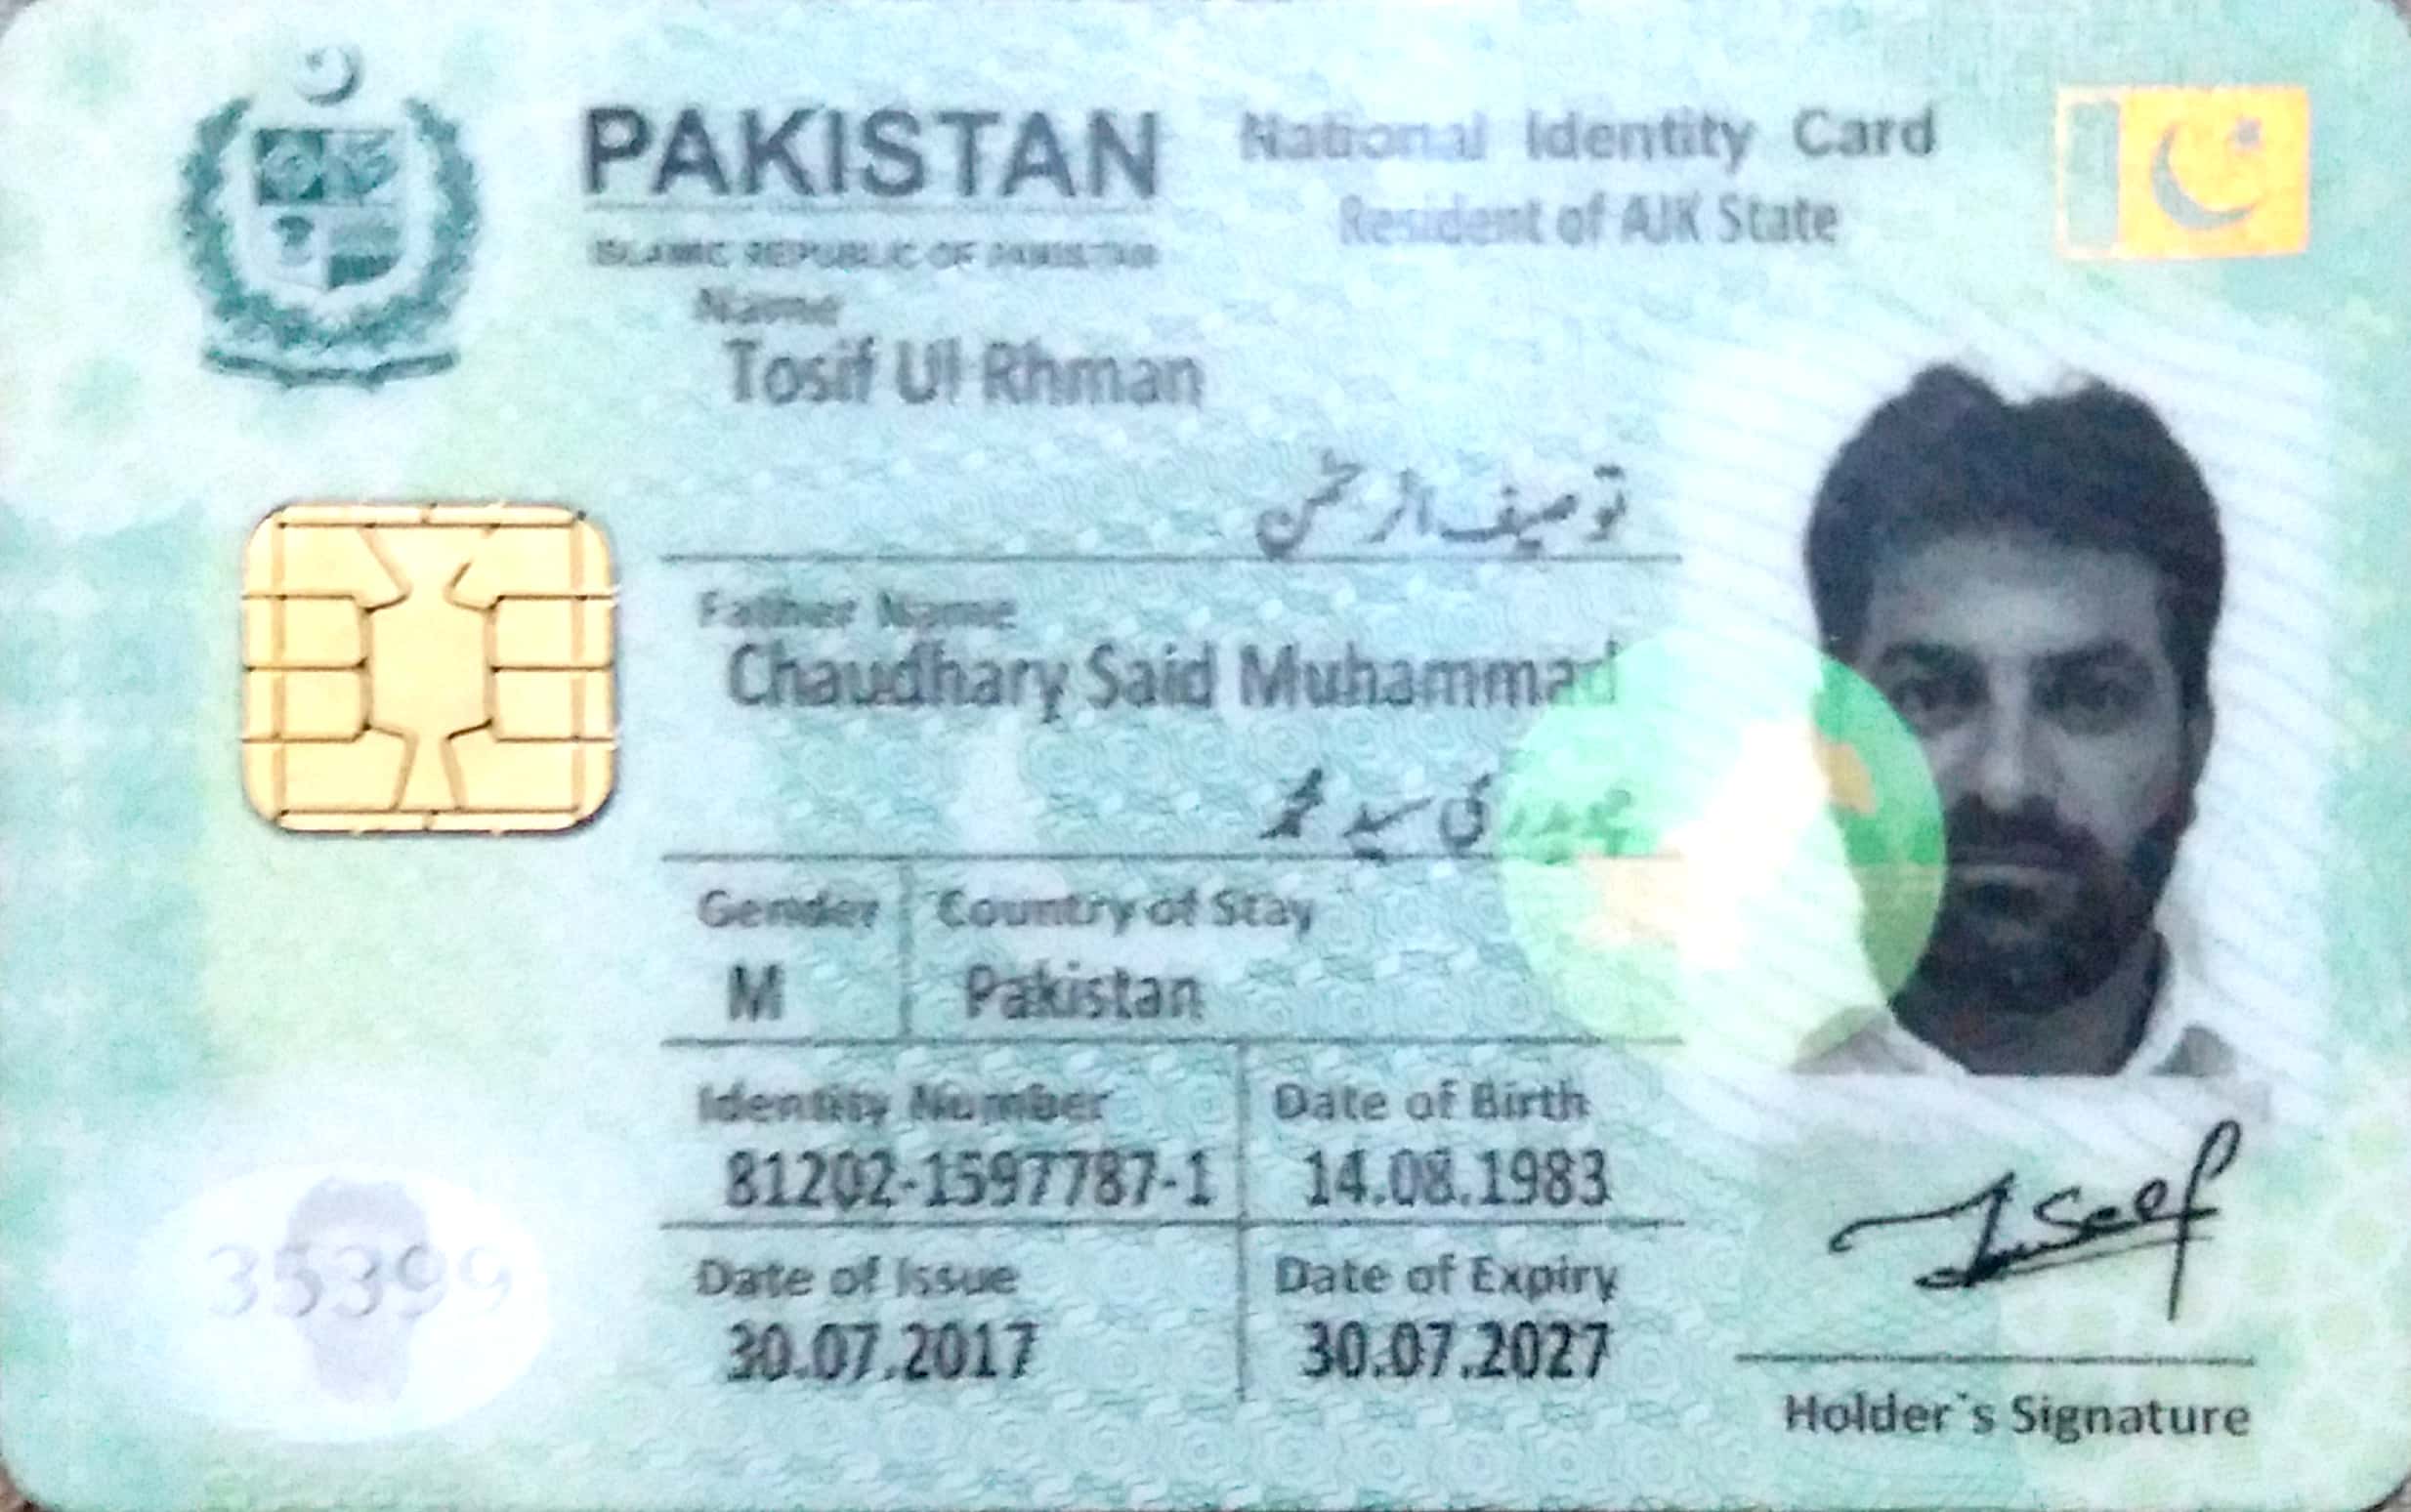 PAKISTAN
National Identity Card
ISLAMIC REPUBLIC OF PAKISTAN
Resident of AJK State
Name
Tosif Ul Rhman
توصیف الرحمٰن
Father Name
Chaudhary Said Muhammad
چوہدری سید محمد
Gender
Country of Stay
M
Pakistan
Identity Number
Date of Birth
81202-1597787-1
14.08.1983
Date of Issue
Date of Expiry
30.07.2017
30.07.2027
35399
Holder`s Signature